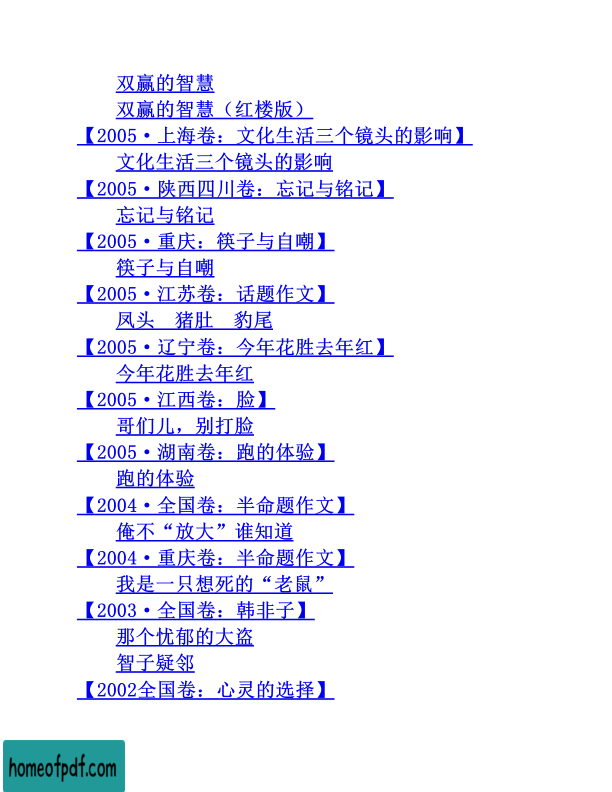 双赢的智慧
双赢的智慧（红楼版）
【2005·上海卷：文化生活三个镜头的影响】
文化生活三个镜头的影响
【2005·陕西四川卷：忘记与铭记】
忘记与铭记
【2005·重庆：筷子与自嘲】
筷子与自嘲
【2005·江苏卷：话题作文】
凤头　猪肚　豹尾
【2005·辽宁卷：今年花胜去年红】
今年花胜去年红
【2005·江西卷：脸】
哥们儿，别打脸
【2005·湖南卷：跑的体验】
跑的体验
【2004·全国卷：半命题作文】
俺不“放大”谁知道
【2004·重庆卷：半命题作文】
我是一只想死的“老鼠”
【2003·全国卷：韩非子】
那个忧郁的大盗
智子疑邻
【2002全国卷：心灵的选择】
homeofpdf.com